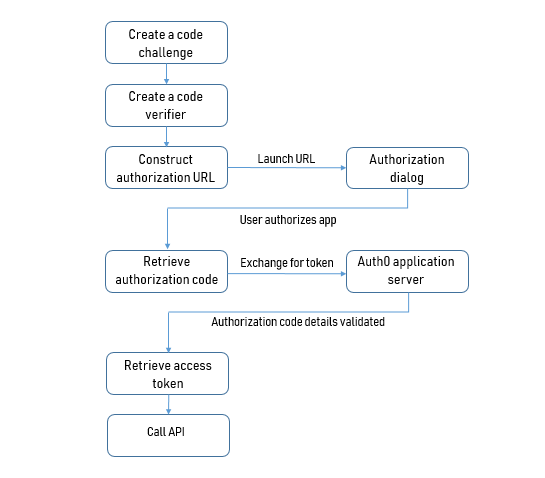 Create a code
challenge
Create a code
verifier
Construct
authorization URL
Launch URL
Authorization
dialog
User authorizes app
Retrieve
authorization code
Exchange for token
Auth0 application
server
Authorization code details validated
Retrieve access
token
Call API